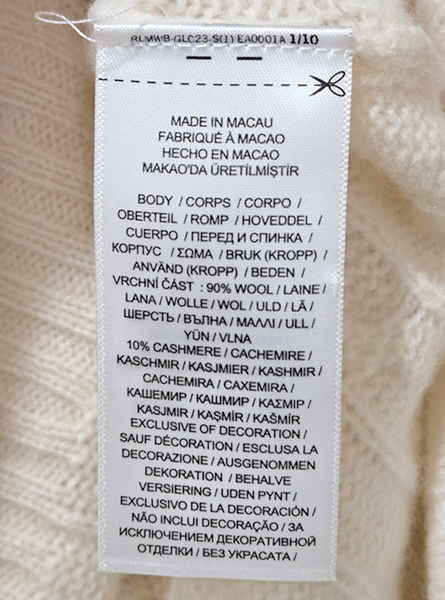 RLMWB-GLC23-S(1) EA0001A 1/10
MADE IN MACAU
FABRIQUÉ À MACAO
HECHO EN MACAO
MAKAO'DA ÜRETILMIŞTIR
BODY / CORPS / CORPO /
OBERTEIL / ROMP / HOVEDDEL /
CUERPO / ПЕРЕД И СПИНКА /
КОРПУС / ΣΩΜΑ / BRUK (KROPP) /
ANVÄND (KROPP) / BEDEN /
VRCHNÍ ČÁST : 90% WOOL / LAINE /
LANA / WOLLE / WOL / ULD / LÃ /
ШЕРСТЬ / ВЪЛНА / ΜΑΛΛΙ / ULL /
YÜN / VLNA
10% CASHMERE / CACHEMIRE /
KASCHMIR / KASJMIER / KASHMIR /
CACHEMIRA / CAXEMIRA /
КАШЕМИР / КАШМИР / ΚΑΣΜΙΡ /
KASJMIR / KAŞMİR / KAŠMÍR
EXCLUSIVE OF DECORATION /
SAUF DÉCORATION / ESCLUSA LA
DECORAZIONE / AUSGENOMMEN
DEKORATION / BEHALVE
VERSIERING / UDEN PYNT /
EXCLUSIVO DE LA DECORACIÓN /
NÃO INCLUI DECORAÇÃO / ЗА
ИСКЛЮЧЕНИЕМ ДЕКОРАТИВНОЙ
ОТДЕЛКИ / БЕЗ УКРАСАТА /